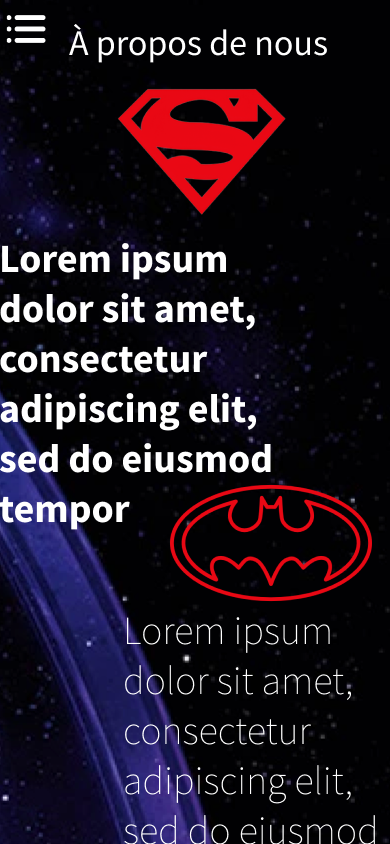 À propos de nous
S
Lorem ipsum
dolor sit amet,
consectetur
adipiscing elit,
sed do eiusmod
tempor
Lorem ipsum
dolor sit amet,
consectetur
adipiscing elit,
sed do eiusmod